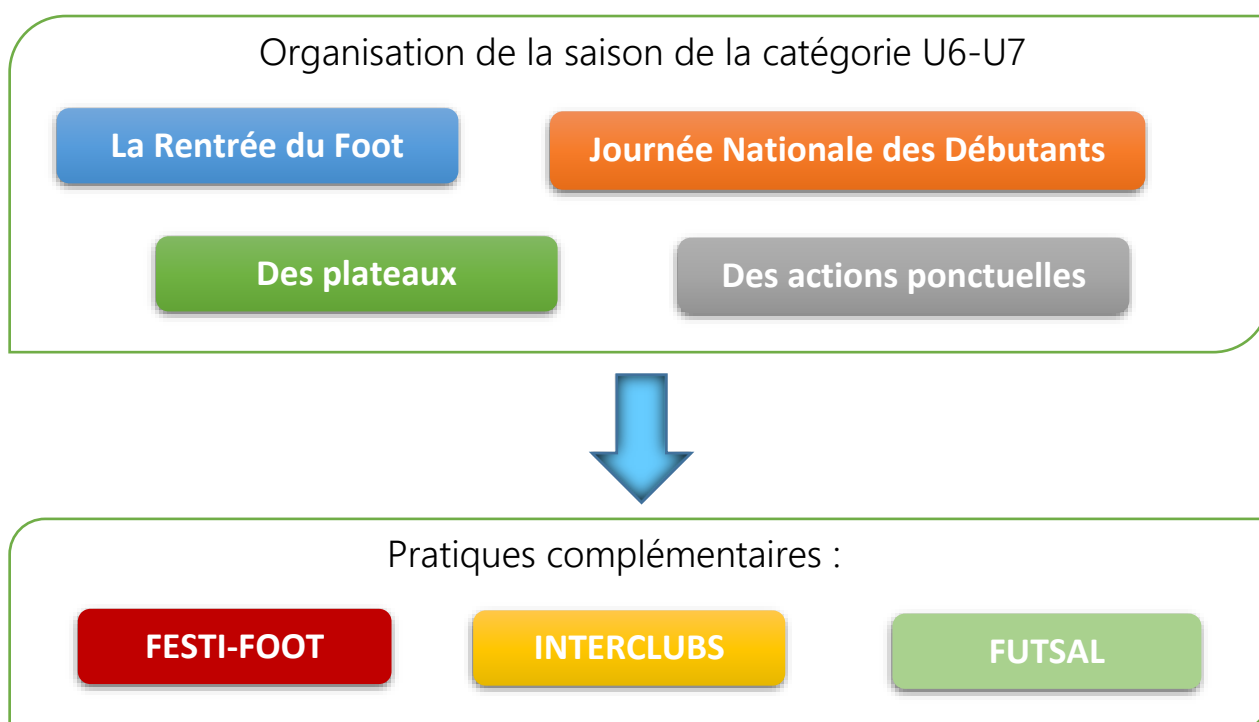 Organisation de la saison de la catégorie U6-U7
La Rentrée du Foot
Journée Nationale des Débutants
Des plateaux
Des actions ponctuelles
Pratiques complémentaires :
FESTI-FOOT
INTERCLUBS
FUTSAL